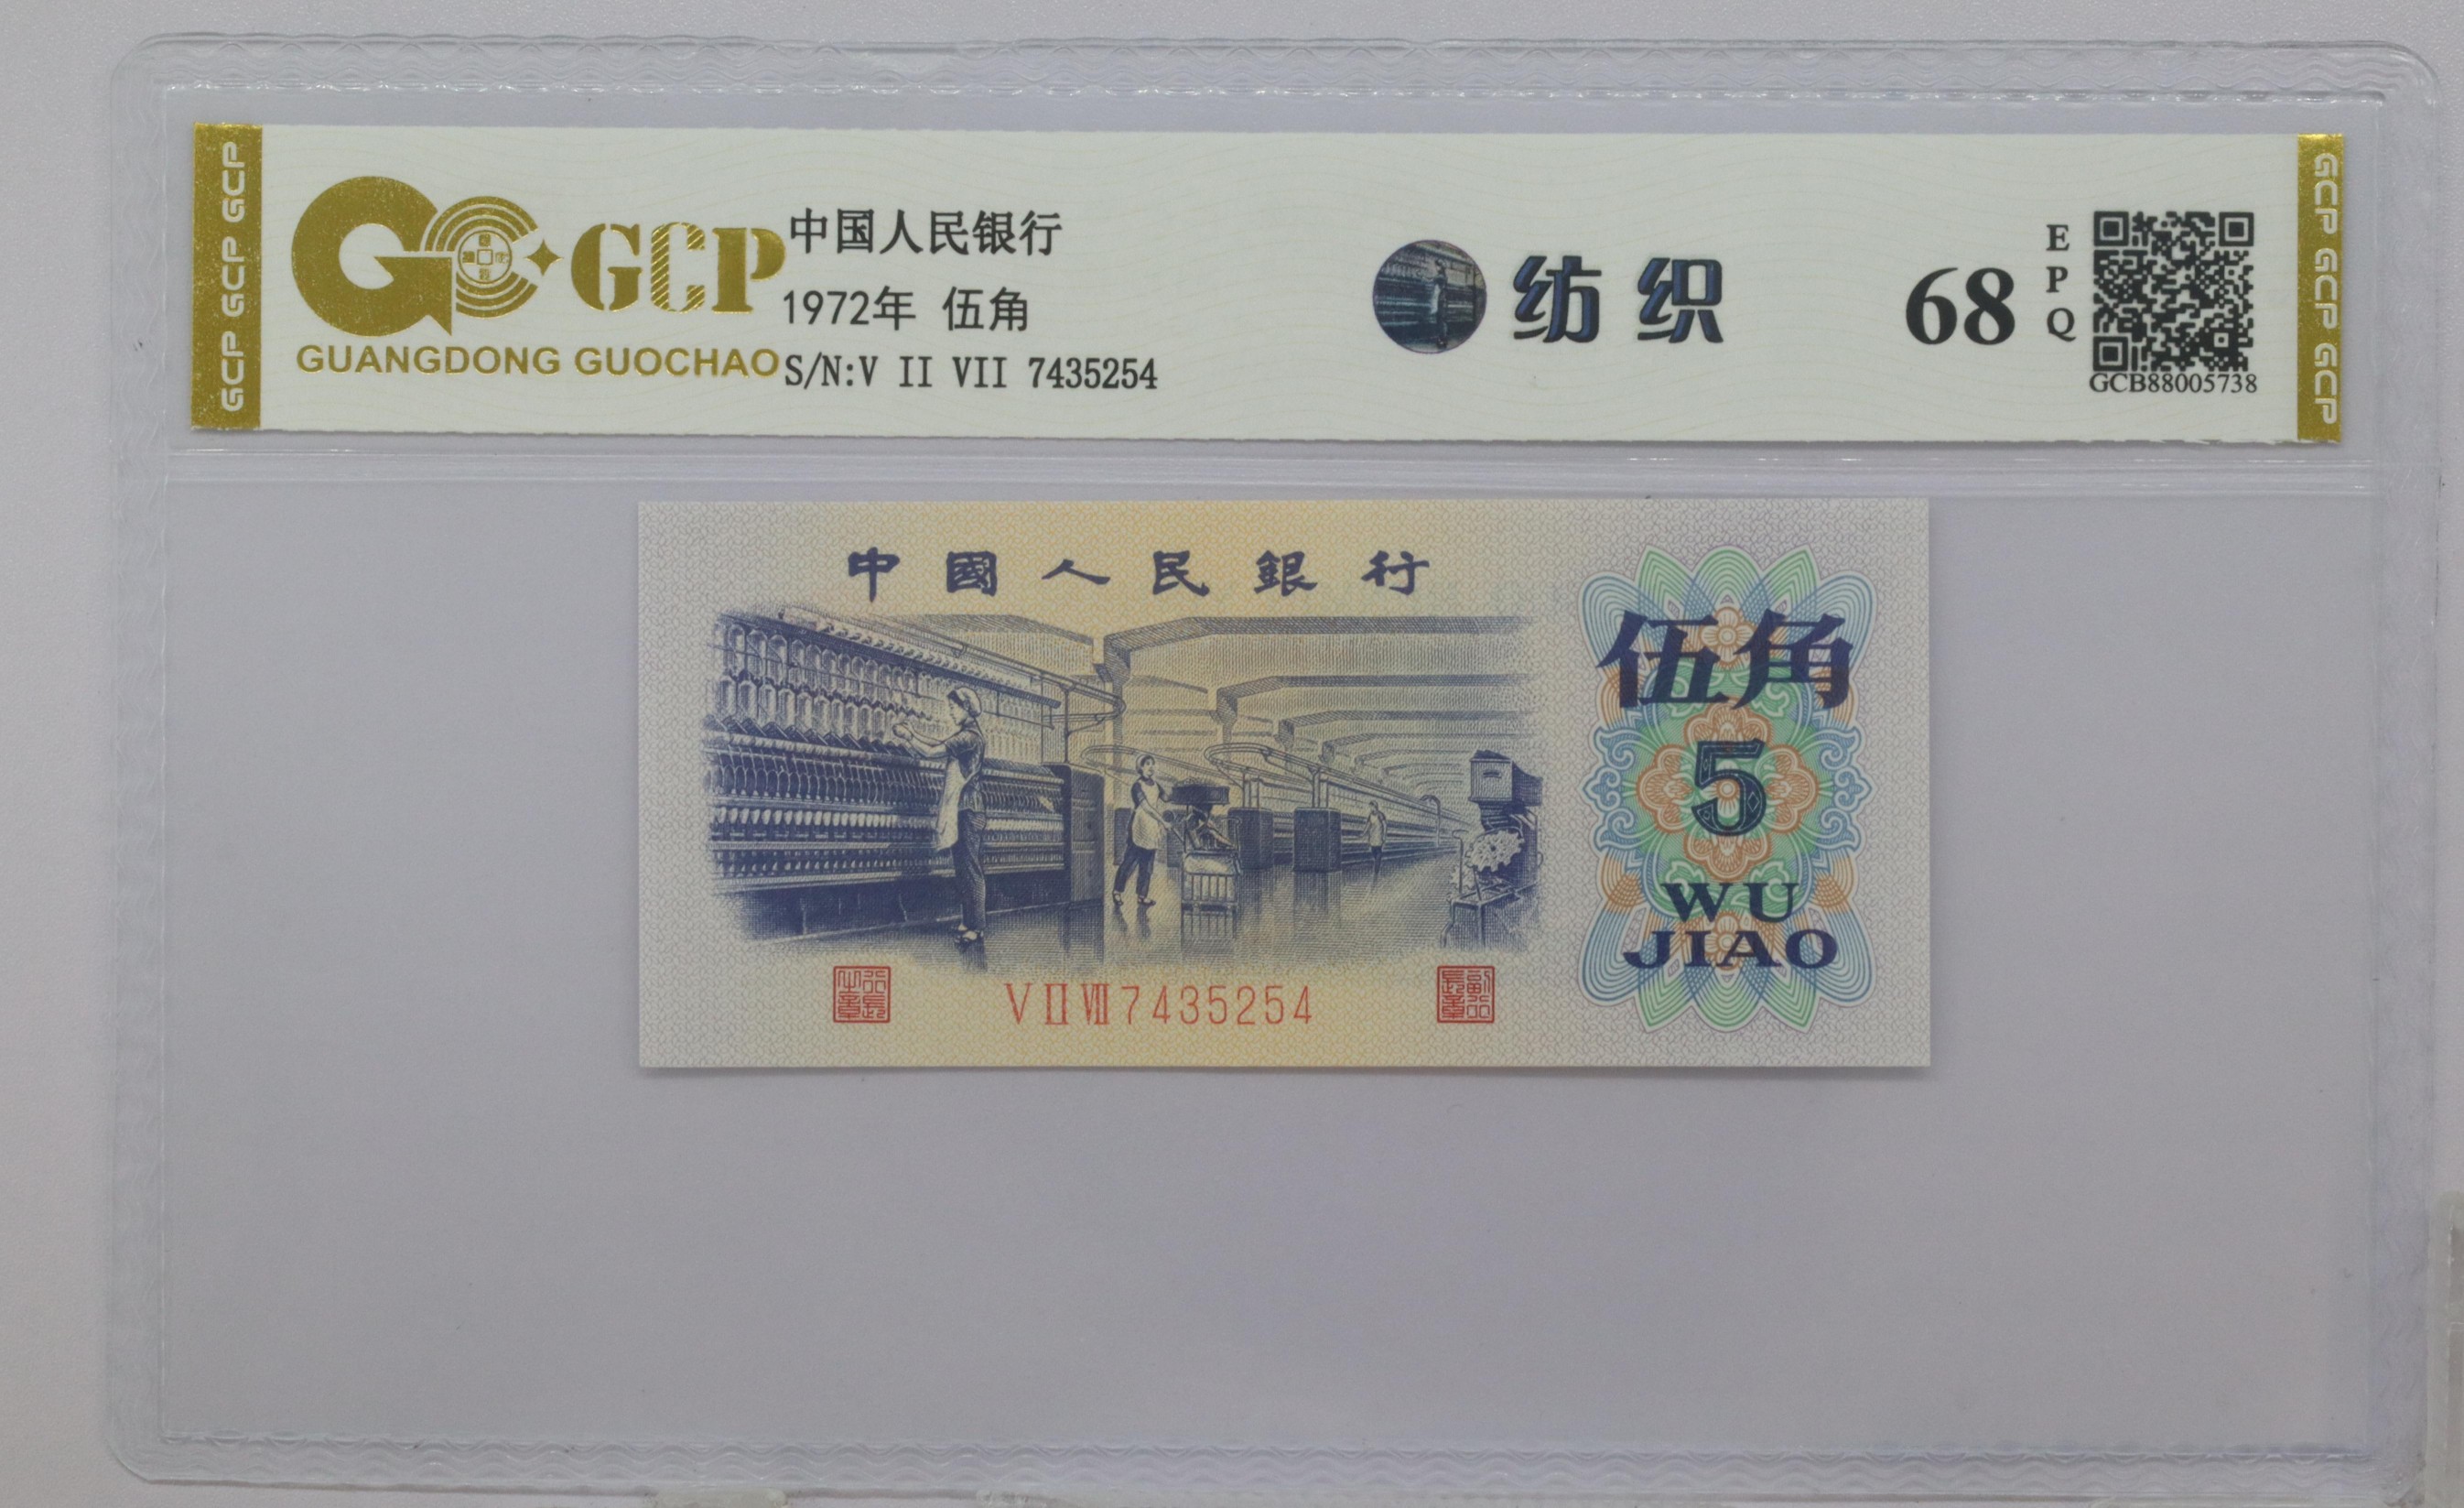 GCP GCP GCP
GCP
GUANGDONG GUOCHAO
中国人民银行
1972年 伍角
S/N:V II VII 7435254
纺织
68
EPQ
GCB88005738
GCP GCP GCP
中國人民銀行
伍角
5
WU
JIAO
V II VII 7435254